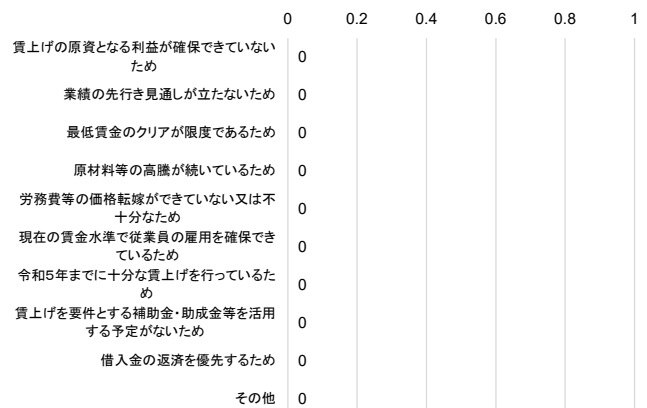 0 0.2 0.4 0.6 0.8 1
賃上げの原資となる利益が確保できていない
ため
0
業績の先行き見通しが立たないため 0
最低賃金のクリアが限度であるため 0
原材料等の高騰が続いているため 0
労務費等の価格転嫁ができていない又は不
十分なため
0
現在の賃金水準で従業員の雇用を確保でき
ているため
0
令和5年までに十分な賃上げを行っているた
め
0
賃上げを要件とする補助金・助成金等を活用
する予定がないため
0
借入金の返済を優先するため 0
その他 0